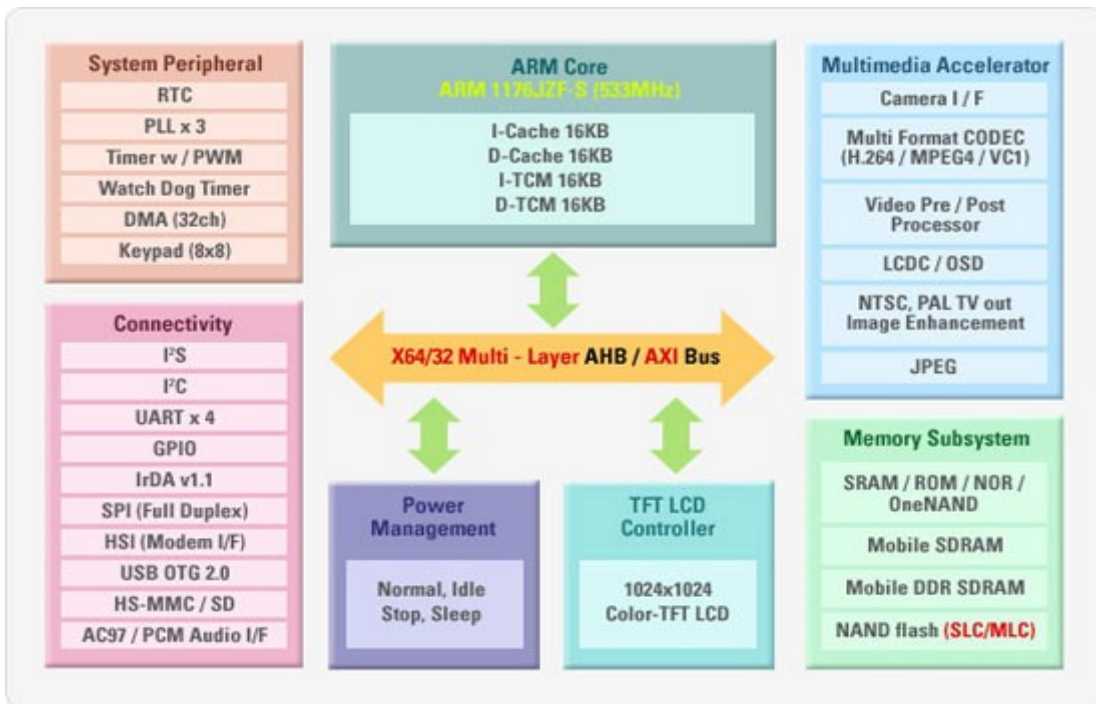 System Peripheral
RTC
PLL x 3
Timer w / PWM
Watch Dog Timer
DMA (32ch)
Keypad (8x8)
Connectivity
I²S
I²C
UART x 4
GPIO
IrDA v1.1
SPI (Full Duplex)
HSI (Modem I/F)
USB OTG 2.0
HS-MMC / SD
AC97 / PCM Audio I/F
ARM Core
ARM 1176JZF-S (533MHz)
I-Cache 16KB
D-Cache 16KB
I-TCM 16KB
D-TCM 16KB
X64/32 Multi - Layer AHB / AXI Bus
Power
Management
Normal, Idle
Stop, Sleep
TFT LCD
Controller
1024x1024
Color-TFT LCD
Multimedia Accelerator
Camera I / F
Multi Format CODEC
(H.264 / MPEG4 / VC1)
Video Pre / Post
Processor
LCDC / OSD
NTSC, PAL TV out
Image Enhancement
JPEG
Memory Subsystem
SRAM / ROM / NOR /
OneNAND
Mobile SDRAM
Mobile DDR SDRAM
NAND flash (SLC/MLC)